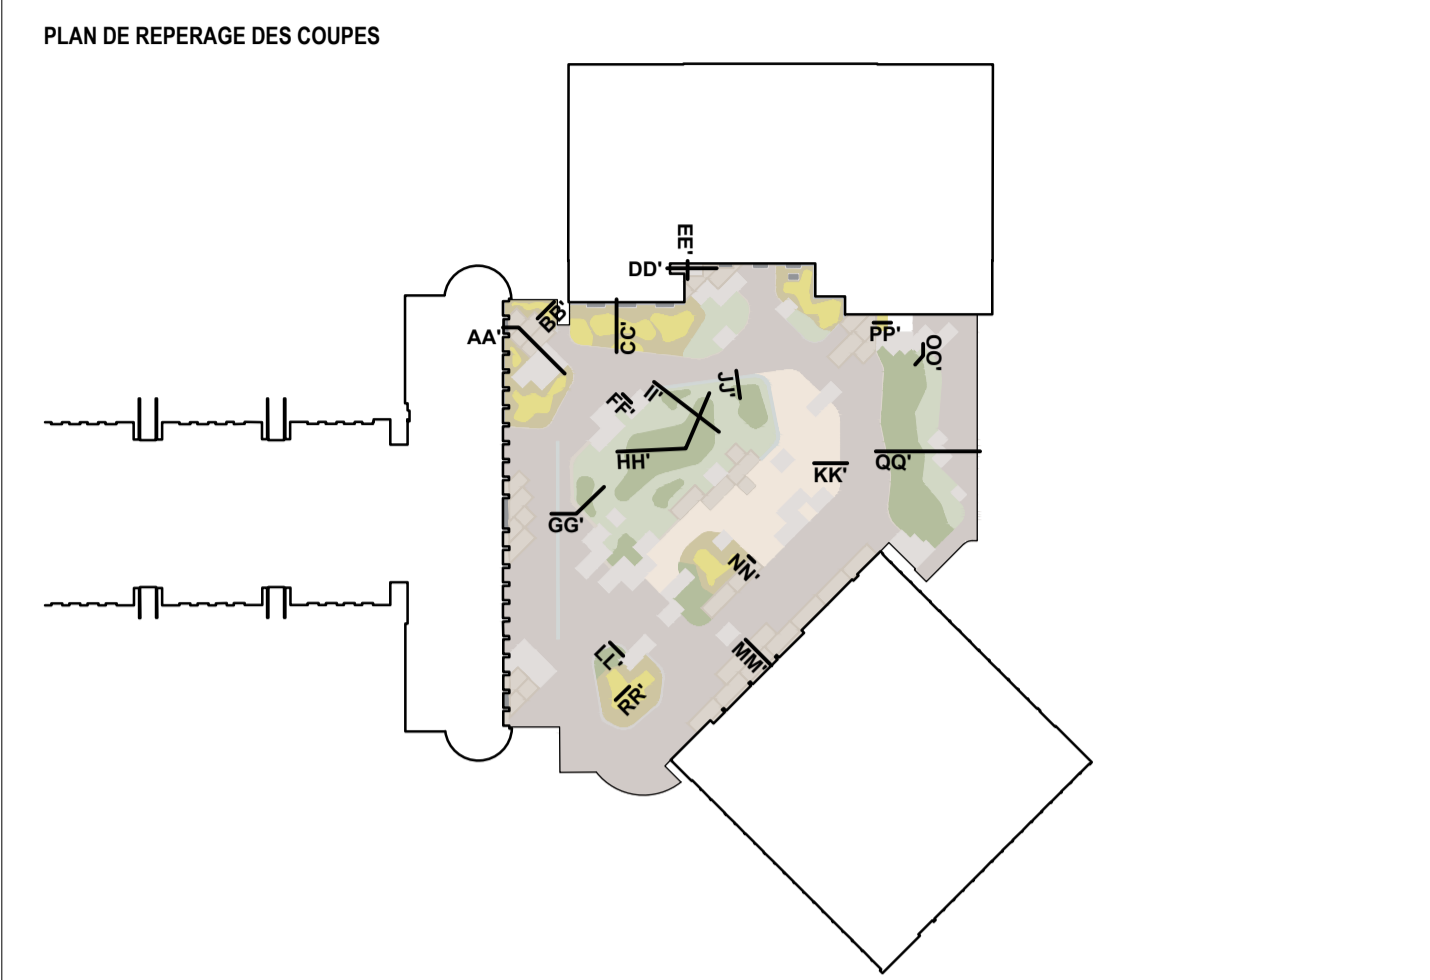 PLAN DE REPERAGE DES COUPES
EE'
DD'
BB'
AA'
CC'
PP'
OO'
JJ'
II'
FF'
HH'
KK'
QQ'
GG'
NN'
LL'
MM'
RR'